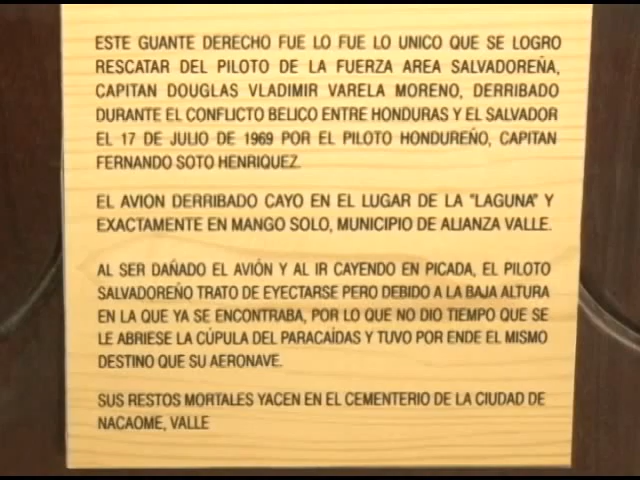 ESTE GUANTE DERECHO FUE LO FUE LO UNICO QUE SE LOGRO
RESCATAR DEL PILOTO DE LA FUERZA AREA SALVADOREÑA,
CAPITAN DOUGLAS VLADIMIR VARELA MORENO, DERRIBADO
DURANTE EL CONFLICTO BELICO ENTRE HONDURAS Y EL SALVADOR
EL 17 DE JULIO DE 1969 POR EL PILOTO HONDUREÑO, CAPITAN
FERNANDO SOTO HENRIQUEZ.
EL AVION DERRIBADO CAYO EN EL LUGAR DE LA "LAGUNA" Y
EXACTAMENTE EN MANGO SOLO, MUNICIPIO DE ALIANZA VALLE.
AL SER DAÑADO EL AVIÓN Y AL IR CAYENDO EN PICADA, EL PILOTO
SALVADOREÑO TRATO DE EYECTARSE PERO DEBIDO A LA BAJA ALTURA
EN LA QUE YA SE ENCONTRABA, POR LO QUE NO DIO TIEMPO QUE SE
LE ABRIESE LA CÚPULA DEL PARACAÍDAS Y TUVO POR ENDE EL MISMO
DESTINO QUE SU AERONAVE.
SUS RESTOS MORTALES YACEN EN EL CEMENTERIO DE LA CIUDAD DE
NACAOME, VALLE